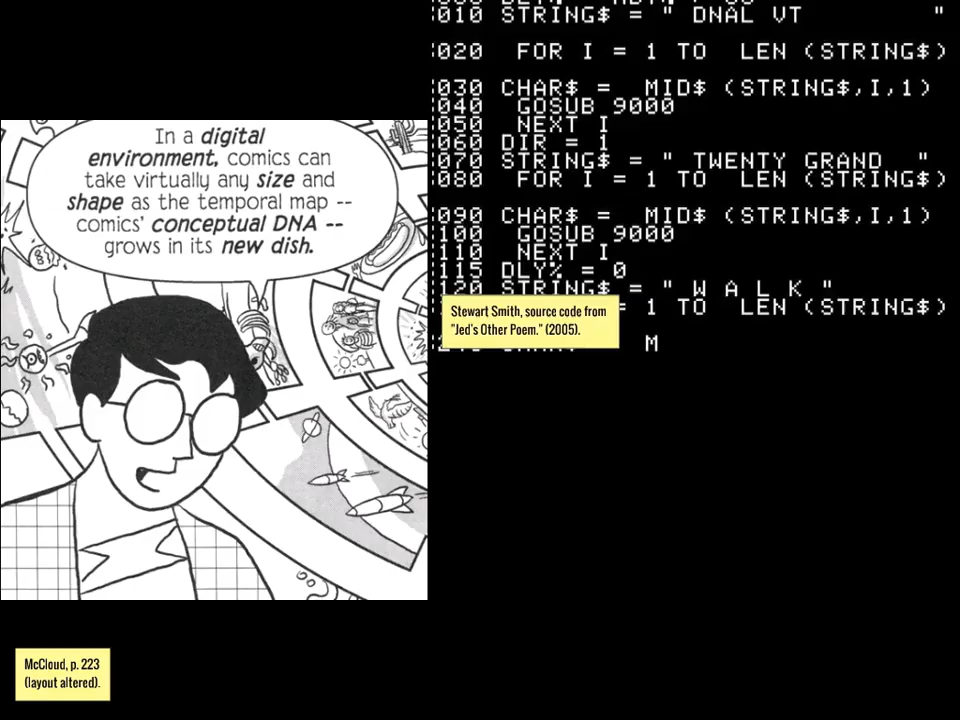 In a digital
environment, comics can
take virtually any size and
shape as the temporal map --
comics' conceptual DNA --
grows in its new dish.
McCloud, p. 223
(layout altered).
010 STRING$ = " DNAL VT "
020 FOR I = 1 TO LEN (STRING$)
030 CHAR$ = MID$ (STRING$,I,1)
040 GOSUB 9000
050 NEXT I
060 DIR = 1
070 STRING$ = " TWENTY GRAND "
080 FOR I = 1 TO LEN (STRING$)
090 CHAR$ = MID$ (STRING$,I,1)
100 GOSUB 9000
110 NEXT I
115 DLY% = 0
120 STRING$ = " W A L K "
= 1 TO LEN (STRING$)
M
Stewart Smith, source code from
"Jed's Other Poem." (2005).